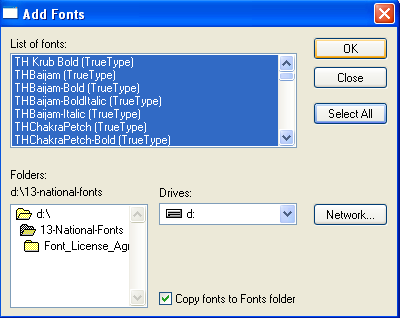 Add Fonts
List of fonts:
TH Krub Bold (TrueType)
THBaijam (TrueType)
THBaijam-Bold (TrueType)
THBaijam-BoldItalic (TrueType)
THBaijam-Italic (TrueType)
THChakraPetch (TrueType)
THChakraPetch-Bold (TrueType)
OK
Close
Select All
Folders:
d:\13-national-fonts
d:\
13-National-Fonts
Font_License_Agr
Drives:
d:
Network...
Copy fonts to Fonts folder